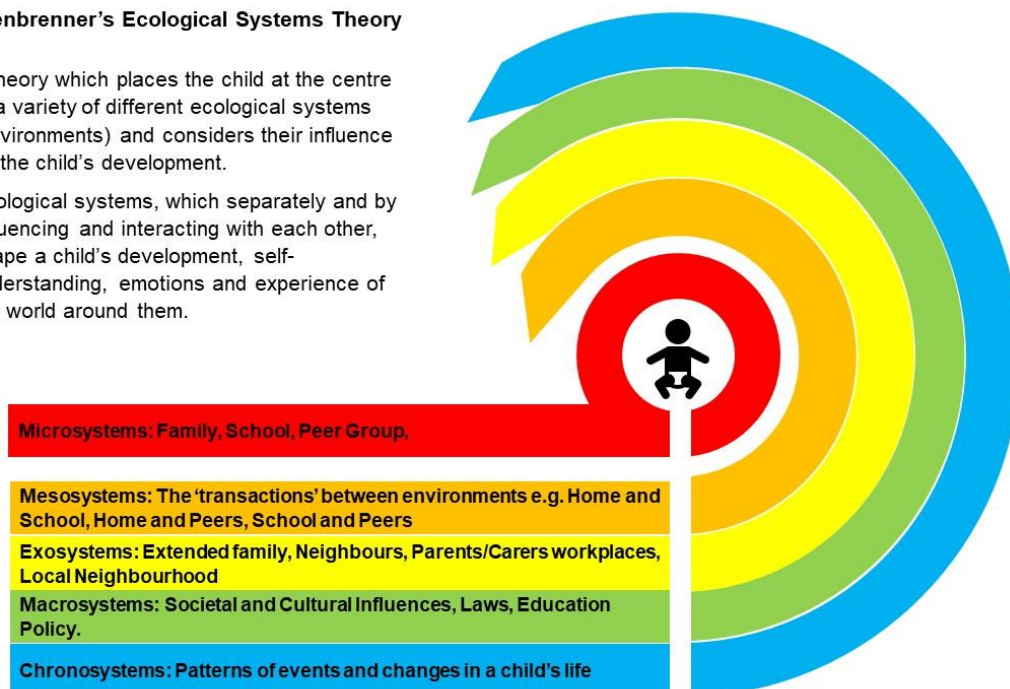 enbrenner’s Ecological Systems Theory
heory which places the child at the centre
a variety of different ecological systems
vironments) and considers their influence
the child’s development.
ological systems, which separately and by
uencing and interacting with each other,
ape a child’s development, self-
derstanding, emotions and experience of
world around them.
Microsystems: Family, School, Peer Group,
Mesosystems: The ‘transactions’ between environments e.g. Home and
School, Home and Peers, School and Peers
Exosystems: Extended family, Neighbours, Parents/Carers workplaces,
Local Neighbourhood
Macrosystems: Societal and Cultural Influences, Laws, Education
Policy.
Chronosystems: Patterns of events and changes in a child’s life